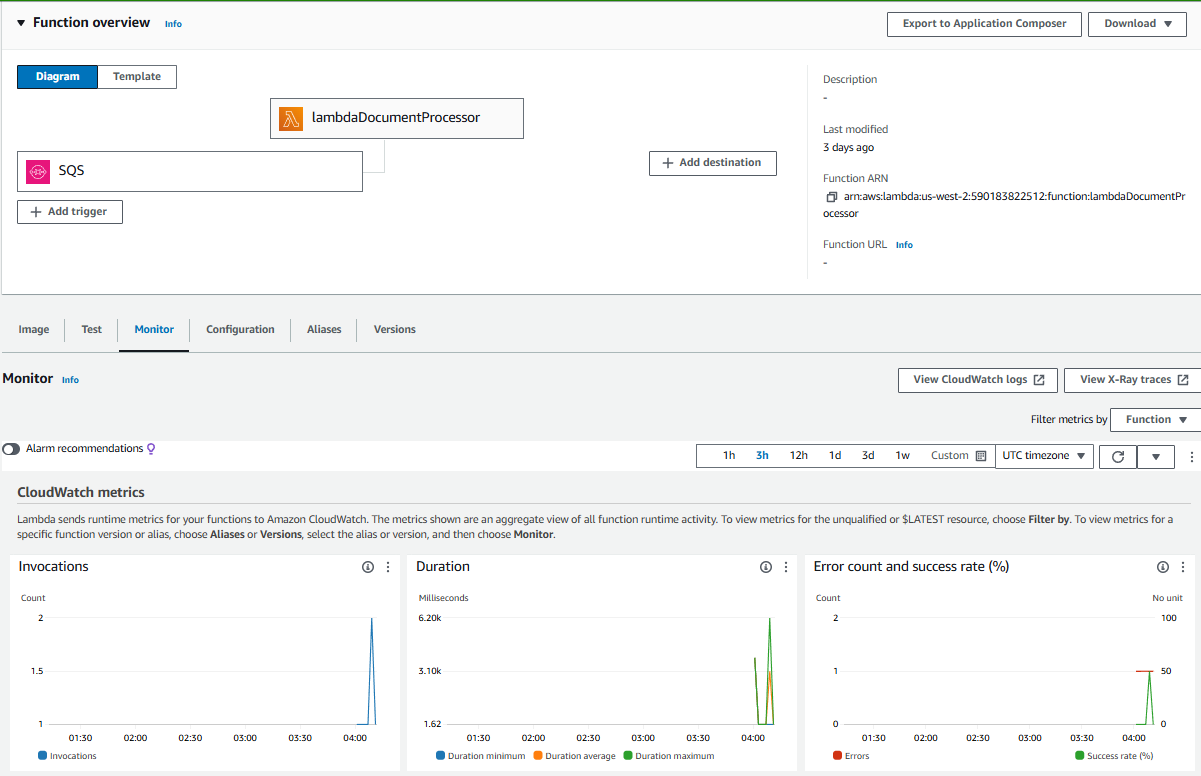 Function overview Info
Export to Application Composer
Download
Diagram
Template
lambdaDocumentProcessor
SQS
Add destination
Add trigger
Description
-
Last modified
3 days ago
Function ARN
arn:aws:lambda:us-west-2:590183822512:function:lambdaDocumentPr
ocessor
Function URL Info
-
Image
Test
Monitor
Configuration
Aliases
Versions
Monitor Info
View CloudWatch logs
View X-Ray traces
Filter metrics by
Function
Alarm recommendations
1h 3h 12h 1d 3d 1w Custom
UTC timezone
CloudWatch metrics
Lambda sends runtime metrics for your functions to Amazon CloudWatch. The metrics shown are an aggregate view of all function runtime activity. To view metrics for the unqualified or $LATEST resource, choose Filter by. To view metrics for a
specific function version or alias, choose Aliases or Versions, select the alias or version, and then choose Monitor.
Invocations
Count
2
1.5
1
01:30 02:00 02:30 03:00 03:30 04:00
Invocations
Duration
Milliseconds
6.20k
3.10k
1.62
01:30 02:00 02:30 03:00 03:30 04:00
Duration minimum Duration average Duration maximum
Error count and success rate (%)
Count No unit
2 100
1 50
0 0
01:30 02:00 02:30 03:00 03:30 04:00
Errors Success rate (%)